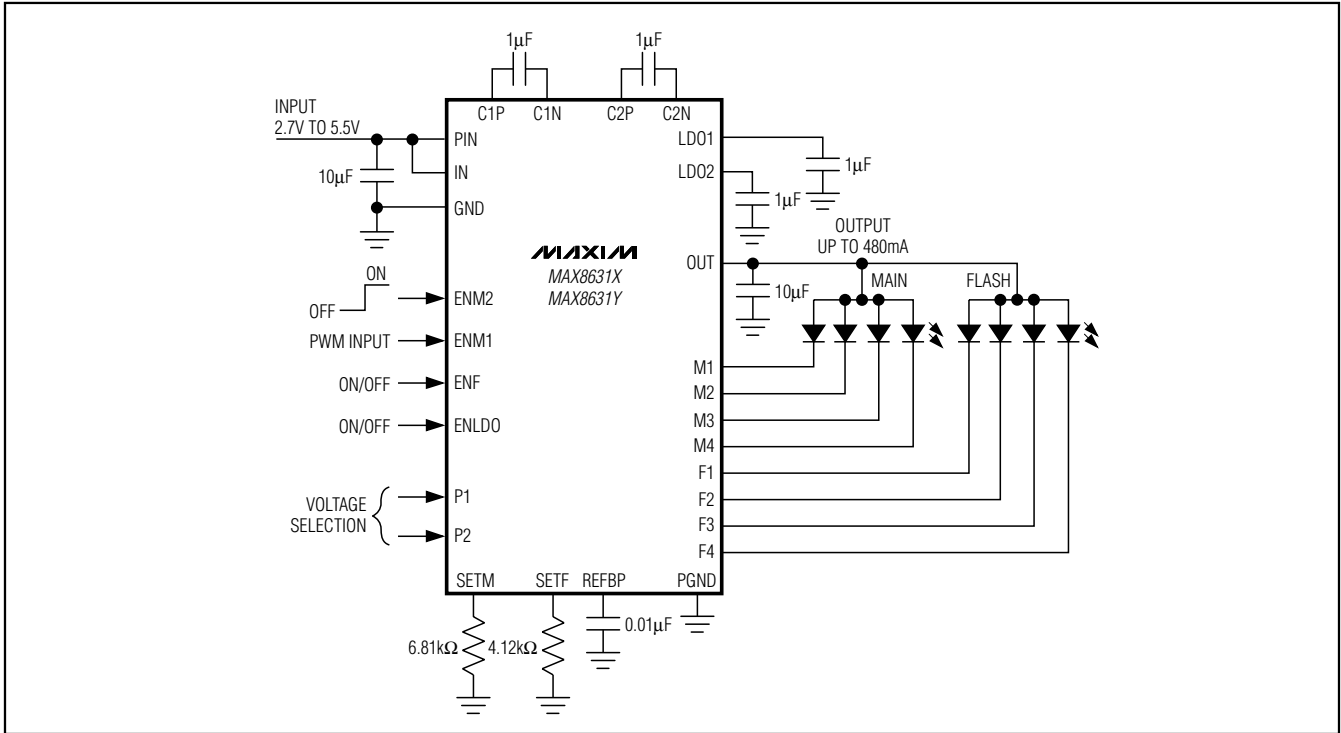 1µF
1µF
C1P
C1N
C2P
C2N
INPUT
2.7V TO 5.5V
PIN
IN
10µF
GND
LDO1
1µF
LDO2
1µF
MAXIM
MAX8631X
MAX8631Y
OUTPUT
UP TO 480mA
OUT
10µF
MAIN
FLASH
ON
OFF
ENM2
PWM INPUT
ENM1
ON/OFF
ENF
ON/OFF
ENLDO
VOLTAGE
SELECTION
P1
P2
M1
M2
M3
M4
F1
F2
F3
F4
SETM
SETF
REFBP
PGND
6.81kΩ
4.12kΩ
0.01µF